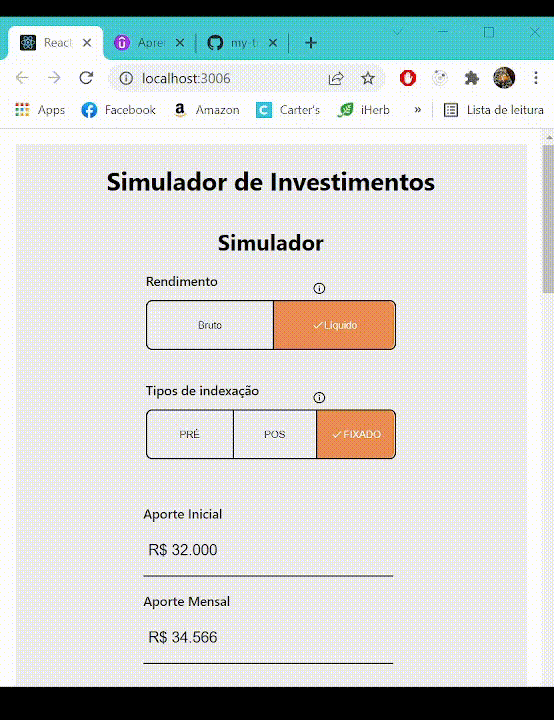 React
Apre
my-t
localhost:3006
Apps
Facebook
Amazon
Carter's
iHerb
»
Lista de leitura
Simulador de Investimentos
Simulador
Rendimento
Bruto
Líquido
Tipos de indexação
PRÉ
POS
FIXADO
Aporte Inicial
R$ 32.000
Aporte Mensal
R$ 34.566